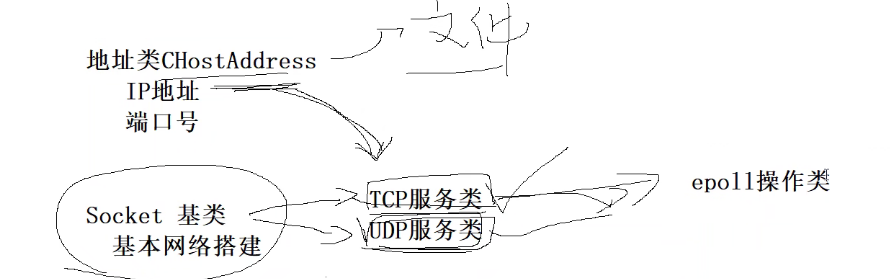 文件
地址类CHostAddress
IP地址
端口号
TCP服务类
epoll操作类
Socket 基类
UDP服务类
基本网络搭建